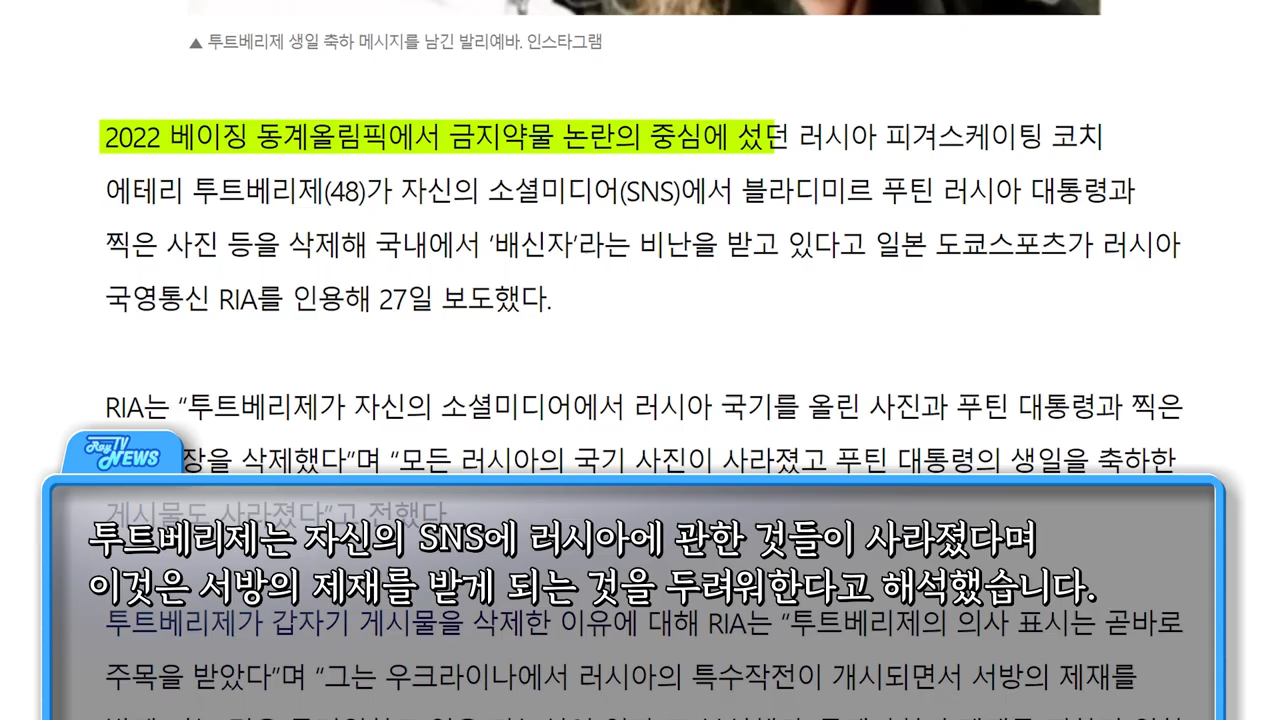 ▲ 투트베리제 생일 축하 메시지를 남긴 발리예바. 인스타그램
2022 베이징 동계올림픽에서 금지약물 논란의 중심에 섰던 러시아 피겨스케이팅 코치
에테리 투트베리제(48)가 자신의 소셜미디어(SNS)에서 블라디미르 푸틴 러시아 대통령과
찍은 사진 등을 삭제해 국내에서 ‘배신자’라는 비난을 받고 있다고 일본 도쿄스포츠가 러시아
국영통신 RIA를 인용해 27일 보도했다.
RIA는 “투트베리제가 자신의 소셜미디어에서 러시아 국기를 올린 사진과 푸틴 대통령과 찍은
장을 삭제했다”며 “모든 러시아의 국기 사진이 사라졌고 푸틴 대통령의 생일을 축하한
Ray TV NEWS
게시물도 사라졌다”고 전했다
투트베리제는 자신의 SNS에 러시아에 관한 것들이 사라졌다며
이것은 서방의 제재를 받게 되는 것을 두려워한다고 해석했습니다.
투트베리제가 갑자기 게시물을 삭제한 이유에 대해 RIA는 “투트베리제의 의사 표시는 곧바로
주목을 받았다”며 “그는 우크라이나에서 러시아의 특수작전이 개시되면서 서방의 제재를